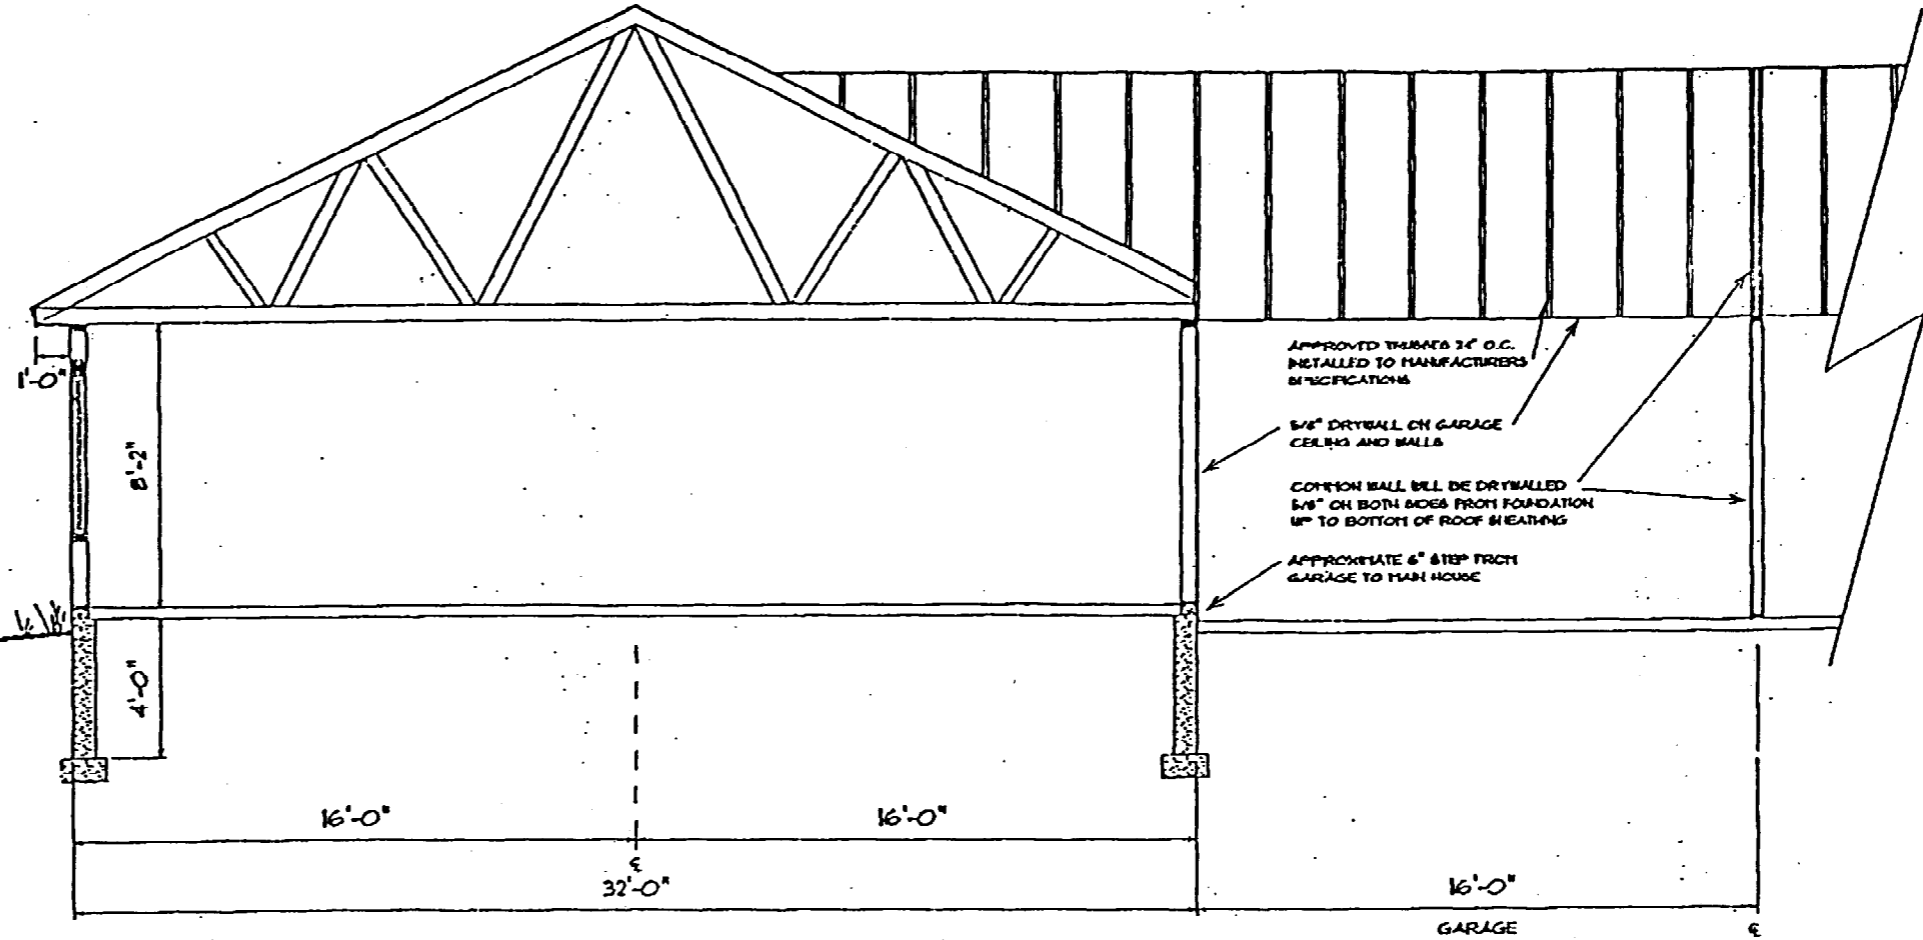 1'-0"
8'-2"
4'-0"
APPROVED TRUSSES 24" O.C.
INSTALLED TO MANUFACTURERS
SPECIFICATIONS
5/8" DRYWALL ON GARAGE
CEILING AND WALLS
COMMON WALL WILL BE DRYWALLED
5/8" ON BOTH SIDES FROM FOUNDATION
UP TO BOTTOM OF ROOF SHEATHING
APPROXIMATE 6" STEP FROM
GARAGE TO MAIN HOUSE
16'-0" 16'-0"
℄
32'-0" 16'-0"
GARAGE ℄